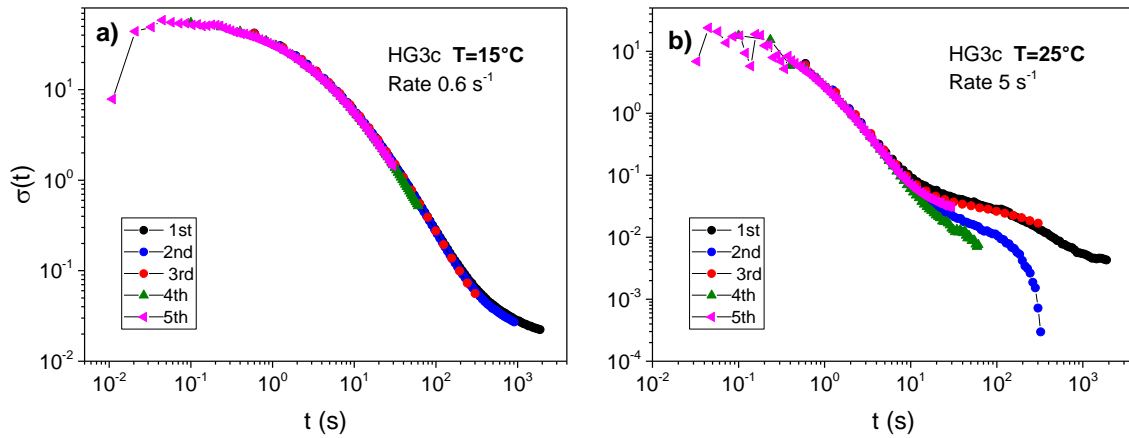 a)
HG3c T=15°C
Rate 0.6 s⁻¹
σ(t)
10¹
10⁰
10⁻¹
10⁻²
1st
2nd
3rd
4th
5th
10⁻² 10⁻¹ 10⁰ 10¹ 10² 10³
t (s)
b)
HG3c T=25°C
Rate 5 s⁻¹
10²
10¹
10⁰
10⁻¹
10⁻²
10⁻³
10⁻⁴
1st
2nd
3rd
4th
5th
10⁻² 10⁻¹ 10⁰ 10¹ 10² 10³
t (s)